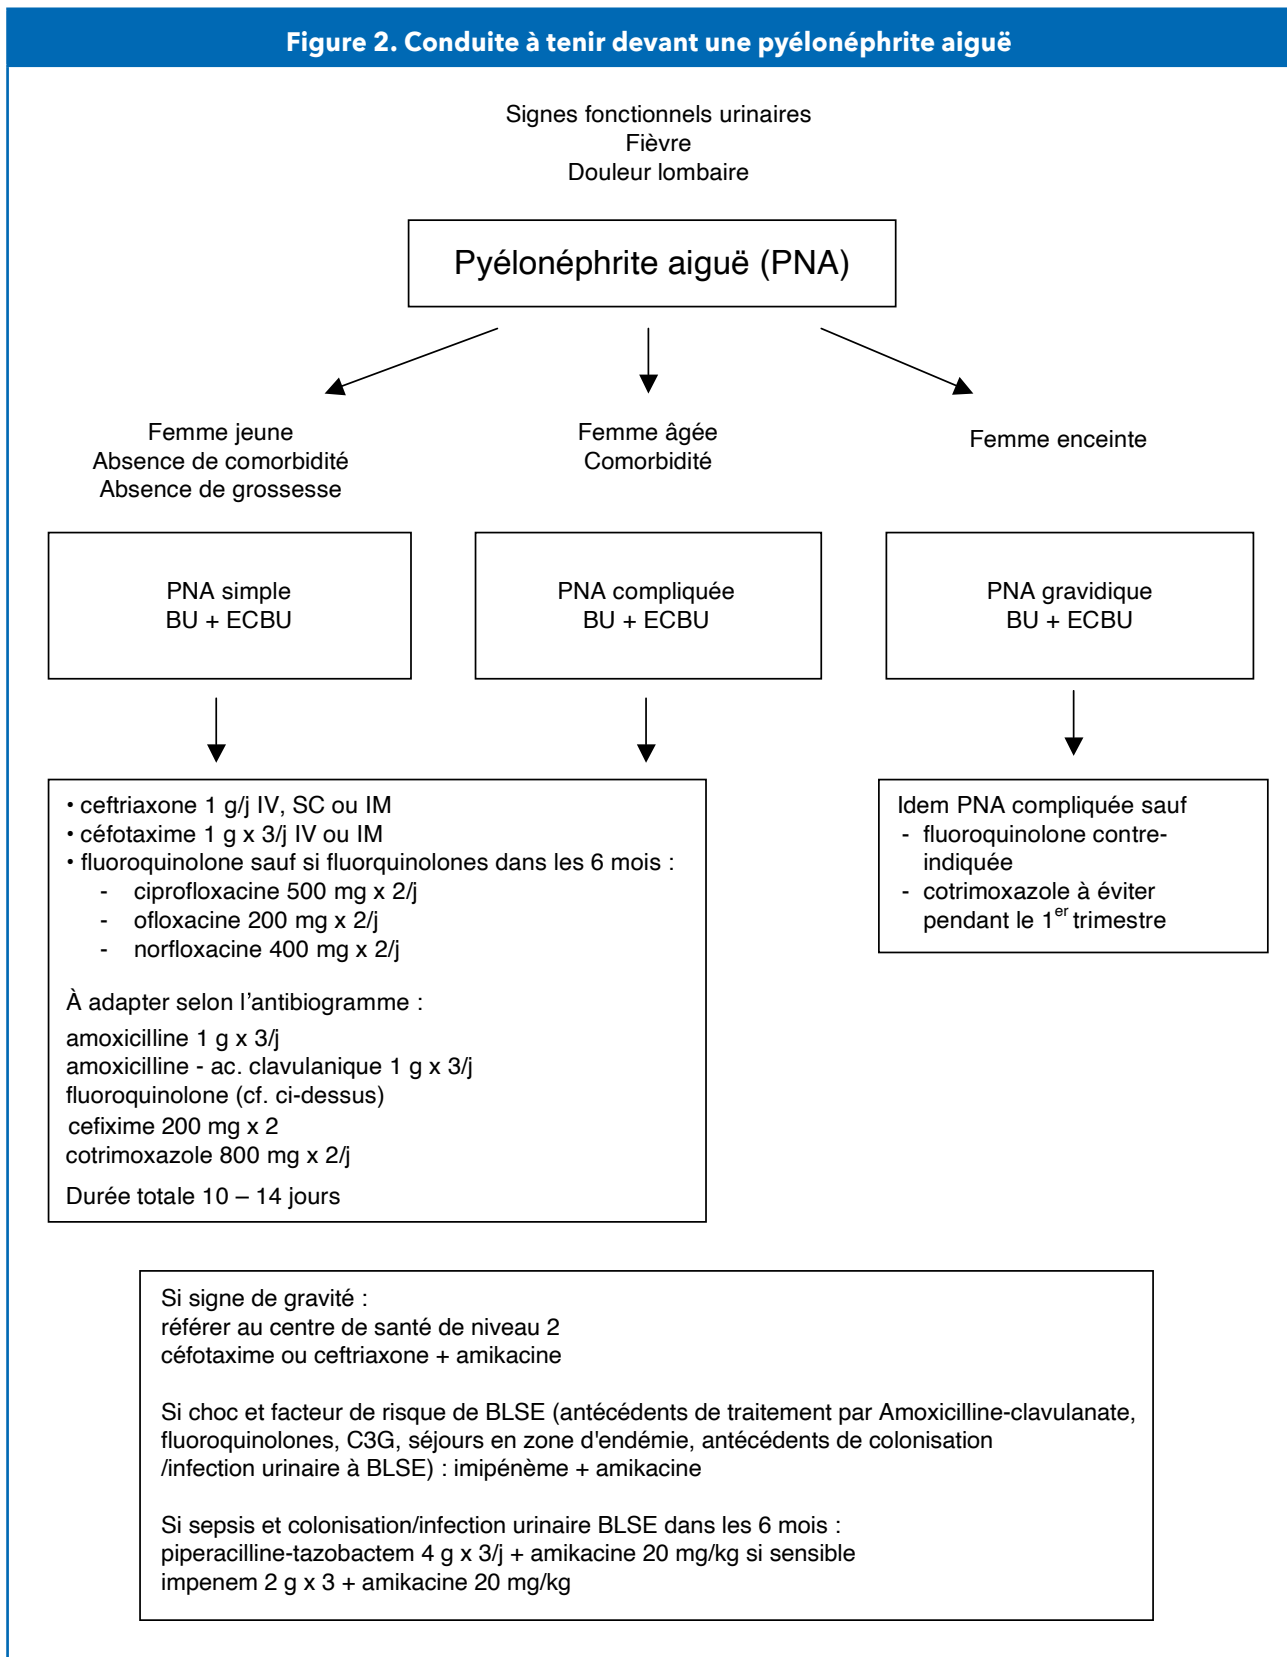 Figure 2. Conduite à tenir devant une pyélonéphrite aiguë
Signes fonctionnels urinaires
Fièvre
Douleur lombaire
Pyélonéphrite aiguë (PNA)
Femme jeune
Absence de comorbidité
Absence de grossesse
Femme âgée
Comorbidité
Femme enceinte
PNA simple
BU + ECBU
PNA compliquée
BU + ECBU
PNA gravidique
BU + ECBU
• ceftriaxone 1 g/j IV, SC ou IM
• céfotaxime 1 g x 3/j IV ou IM
• fluoroquinolone sauf si fluorquinolones dans les 6 mois :
- ciprofloxacine 500 mg x 2/j
- ofloxacine 200 mg x 2/j
- norfloxacine 400 mg x 2/j
À adapter selon l'antibiogramme :
amoxicilline 1 g x 3/j
amoxicilline - ac. clavulanique 1 g x 3/j
fluoroquinolone (cf. ci-dessus)
cefixime 200 mg x 2
cotrimoxazole 800 mg x 2/j
Durée totale 10 – 14 jours
Idem PNA compliquée sauf
- fluoroquinolone contre-
indiquée
- cotrimoxazole à éviter
pendant le 1er trimestre
Si signe de gravité :
référer au centre de santé de niveau 2
céfotaxime ou ceftriaxone + amikacine
Si choc et facteur de risque de BLSE (antécédents de traitement par Amoxicilline-clavulanate,
fluoroquinolones, C3G, séjours en zone d'endémie, antécédents de colonisation
/infection urinaire à BLSE) : imipénème + amikacine
Si sepsis et colonisation/infection urinaire BLSE dans les 6 mois :
piperacilline-tazobactem 4 g x 3/j + amikacine 20 mg/kg si sensible
impenem 2 g x 3 + amikacine 20 mg/kg